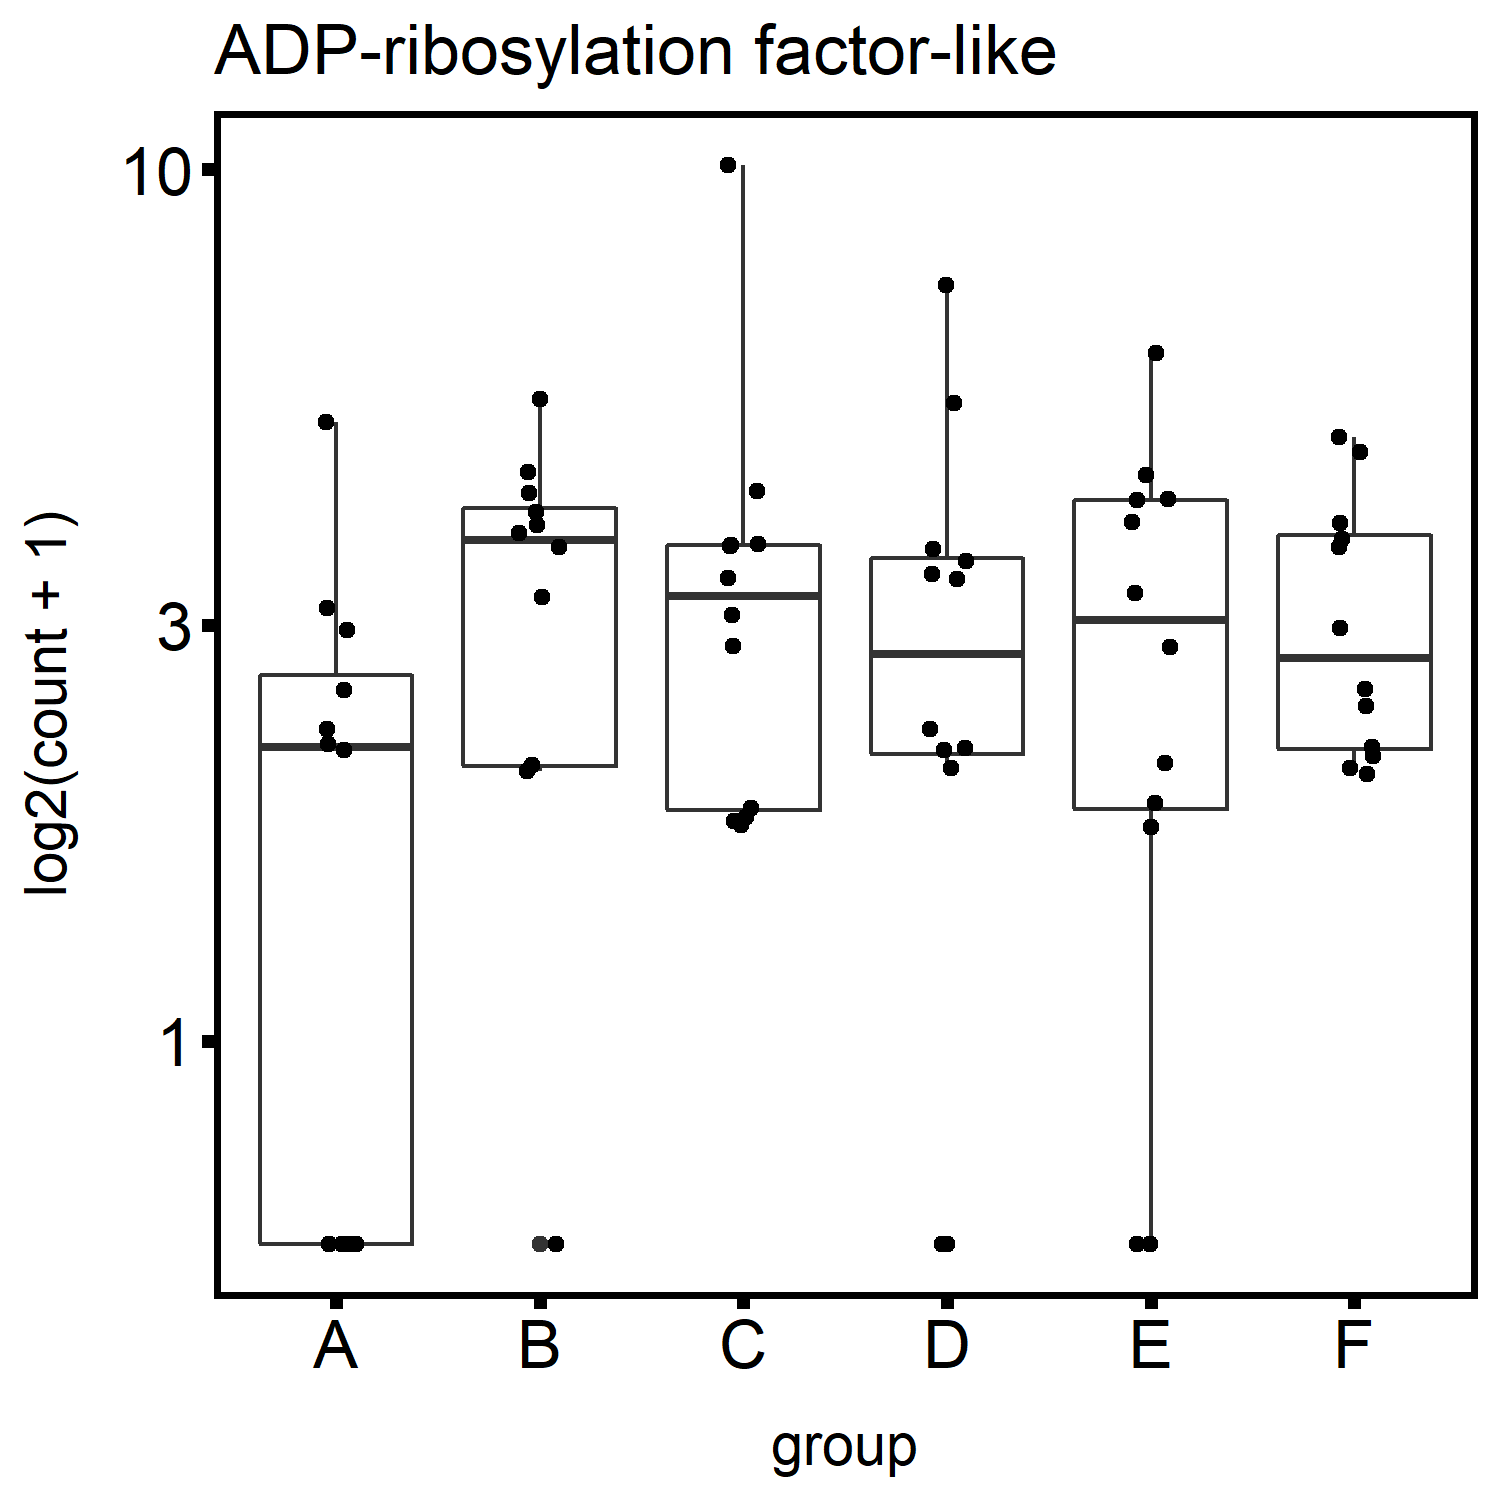 ADP-ribosylation factor-like
log2(count + 1)
10
3
1
A B C D E F
group